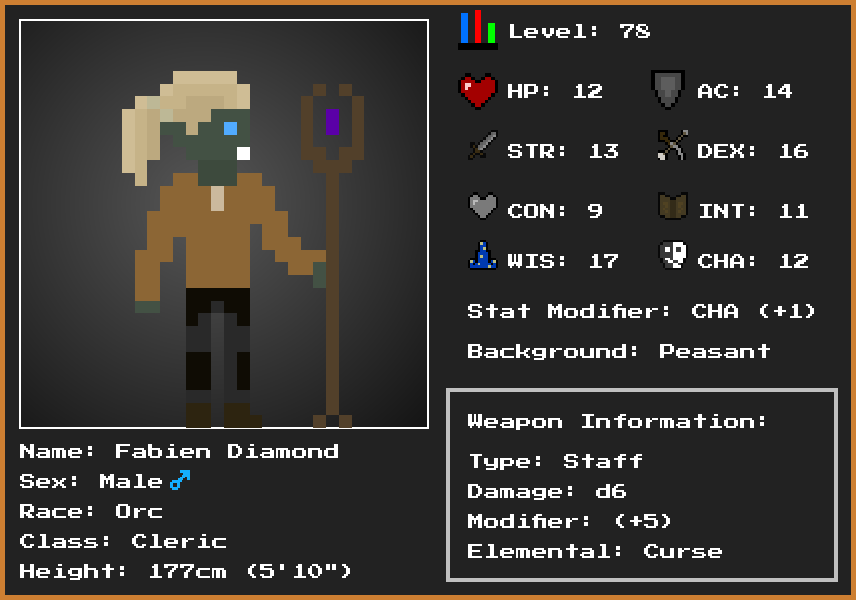 Level: 78
HP: 12 AC: 14
STR: 13 DEX: 16
CON: 9 INT: 11
WIS: 17 CHA: 12
Stat Modifier: CHA (+1)
Background: Peasant
Weapon Information:
Type: Staff
Damage: d6
Modifier: (+5)
Elemental: Curse
Name: Fabien Diamond
Sex: Male♂
Race: Orc
Class: Cleric
Height: 177cm (5'10")